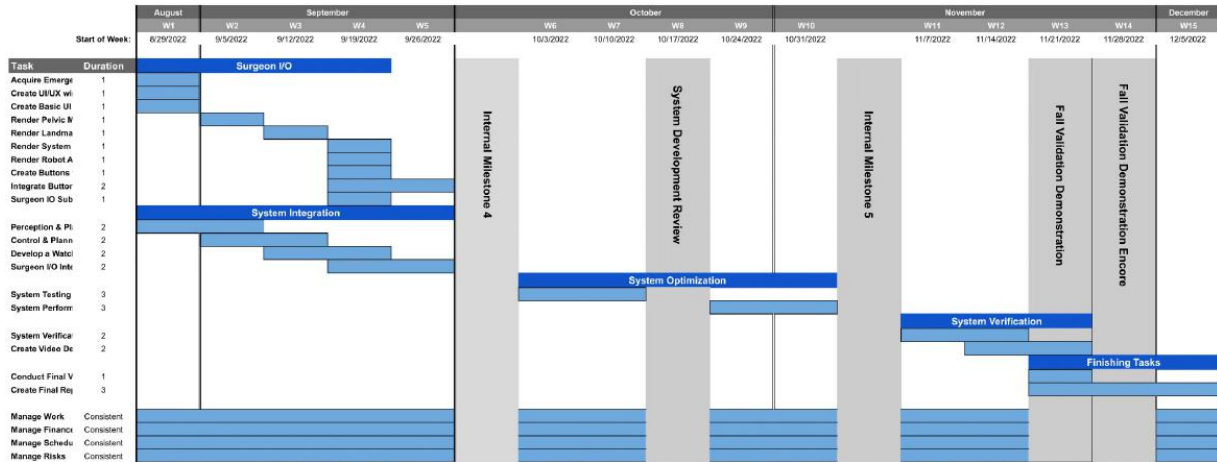 August September October November December
W1 W2 W3 W4 W5 W6 W7 W8 W9 W10 W11 W12 W13 W14 W15
Start of Week: 8/29/2022 9/5/2022 9/12/2022 9/19/2022 9/26/2022 10/3/2022 10/10/2022 10/17/2022 10/24/2022 10/31/2022 11/7/2022 11/14/2022 11/21/2022 11/28/2022 12/5/2022
Task Duration Surgeon I/O
Acquire Emerge 1
Create UI/UX wi 1
Create Basic UI 1
Render Pelvic M 1
Render Landma 1
Render System 1
Render Robot A 1
Create Buttons 1
Integrate Buttor 2
Surgeon IO Sub 1
System Integration
Perception & Pl 2
Control & Plann 2
Develop a Watcl 2
Surgeon I/O Inte 2
System Optimization
System Testing 3
System Perform 3
System Verification
System Verifica 2
Create Video De 2
Finishing Tasks
Conduct Final V 1
Create Final Rep 3
Manage Work Consistent
Manage Finance Consistent
Manage Schedu Consistent
Manage Risks Consistent
Internal Milestone 4
System Development Review
Internal Milestone 5
Fall Validation Demonstration
Fall Validation Demonstration Encore